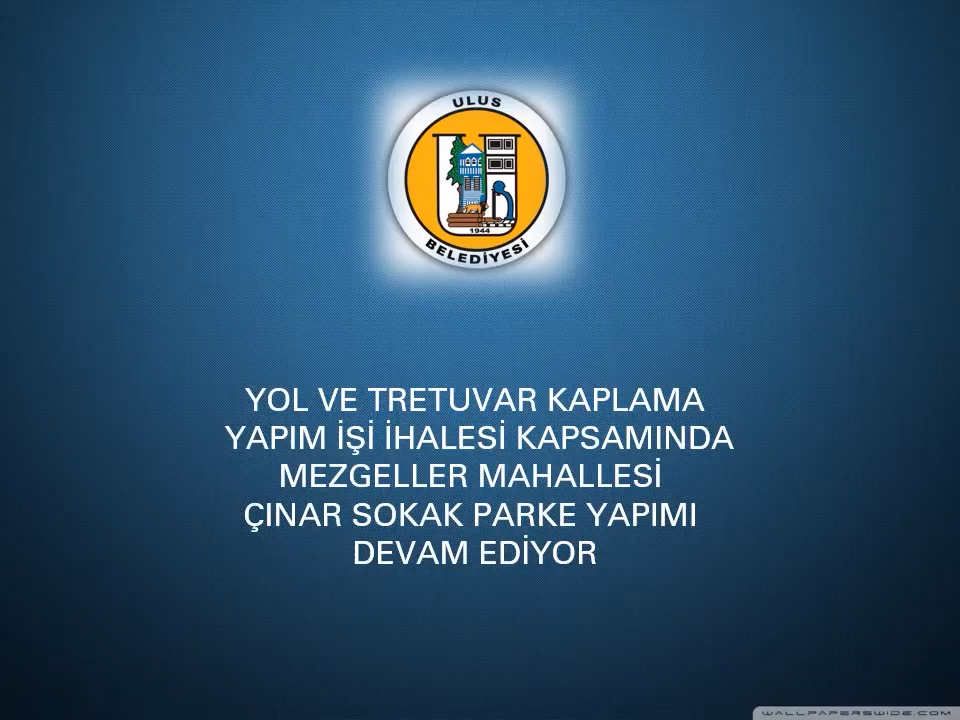 ULUS
1944
BELEDİYESİ
YOL VE TRETUVAR KAPLAMA
YAPIM İŞİ İHALESİ KAPSAMINDA
MEZGELLER MAHALLESİ
ÇINAR SOKAK PARKE YAPIMI
DEVAM EDİYOR
WALLPAPERSWIDE.COM